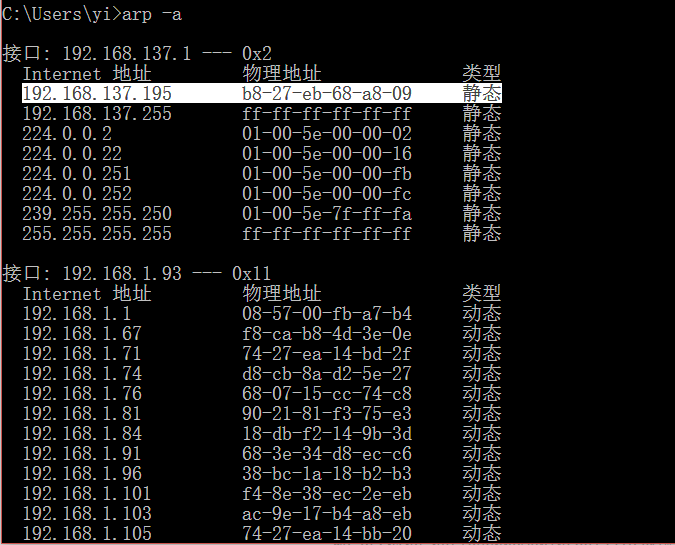 C:\Users\yi>arp -a
接口: 192.168.137.1 --- 0x2
Internet 地址 物理地址 类型
192.168.137.195 b8-27-eb-68-a8-09 静态
192.168.137.255 ff-ff-ff-ff-ff-ff 静态
224.0.0.2 01-00-5e-00-00-02 静态
224.0.0.22 01-00-5e-00-00-16 静态
224.0.0.251 01-00-5e-00-00-fb 静态
224.0.0.252 01-00-5e-00-00-fc 静态
239.255.255.250 01-00-5e-7f-ff-fa 静态
255.255.255.255 ff-ff-ff-ff-ff-ff 静态
接口: 192.168.1.93 --- 0x11
Internet 地址 物理地址 类型
192.168.1.1 08-57-00-fb-a7-b4 动态
192.168.1.67 f8-ca-b8-4d-3e-0e 动态
192.168.1.71 74-27-ea-14-bd-2f 动态
192.168.1.74 d8-cb-8a-d2-5e-27 动态
192.168.1.76 68-07-15-cc-74-c8 动态
192.168.1.81 90-21-81-f3-75-e3 动态
192.168.1.84 18-db-f2-14-9b-3d 动态
192.168.1.91 68-3e-34-d8-ec-c6 动态
192.168.1.96 38-bc-1a-18-b2-b3 动态
192.168.1.101 f4-8e-38-ec-2e-eb 动态
192.168.1.103 ac-9e-17-b4-a8-eb 动态
192.168.1.105 74-27-ea-14-bb-20 动态